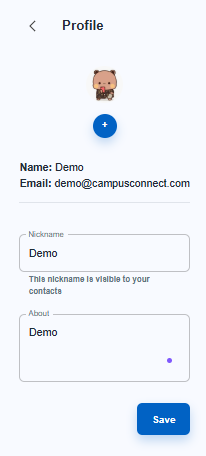 Profile
+
Name: Demo
Email: demo@campusconnect.com
Nickname
Demo
This nickname is visible to your
contacts
About
Demo
Save